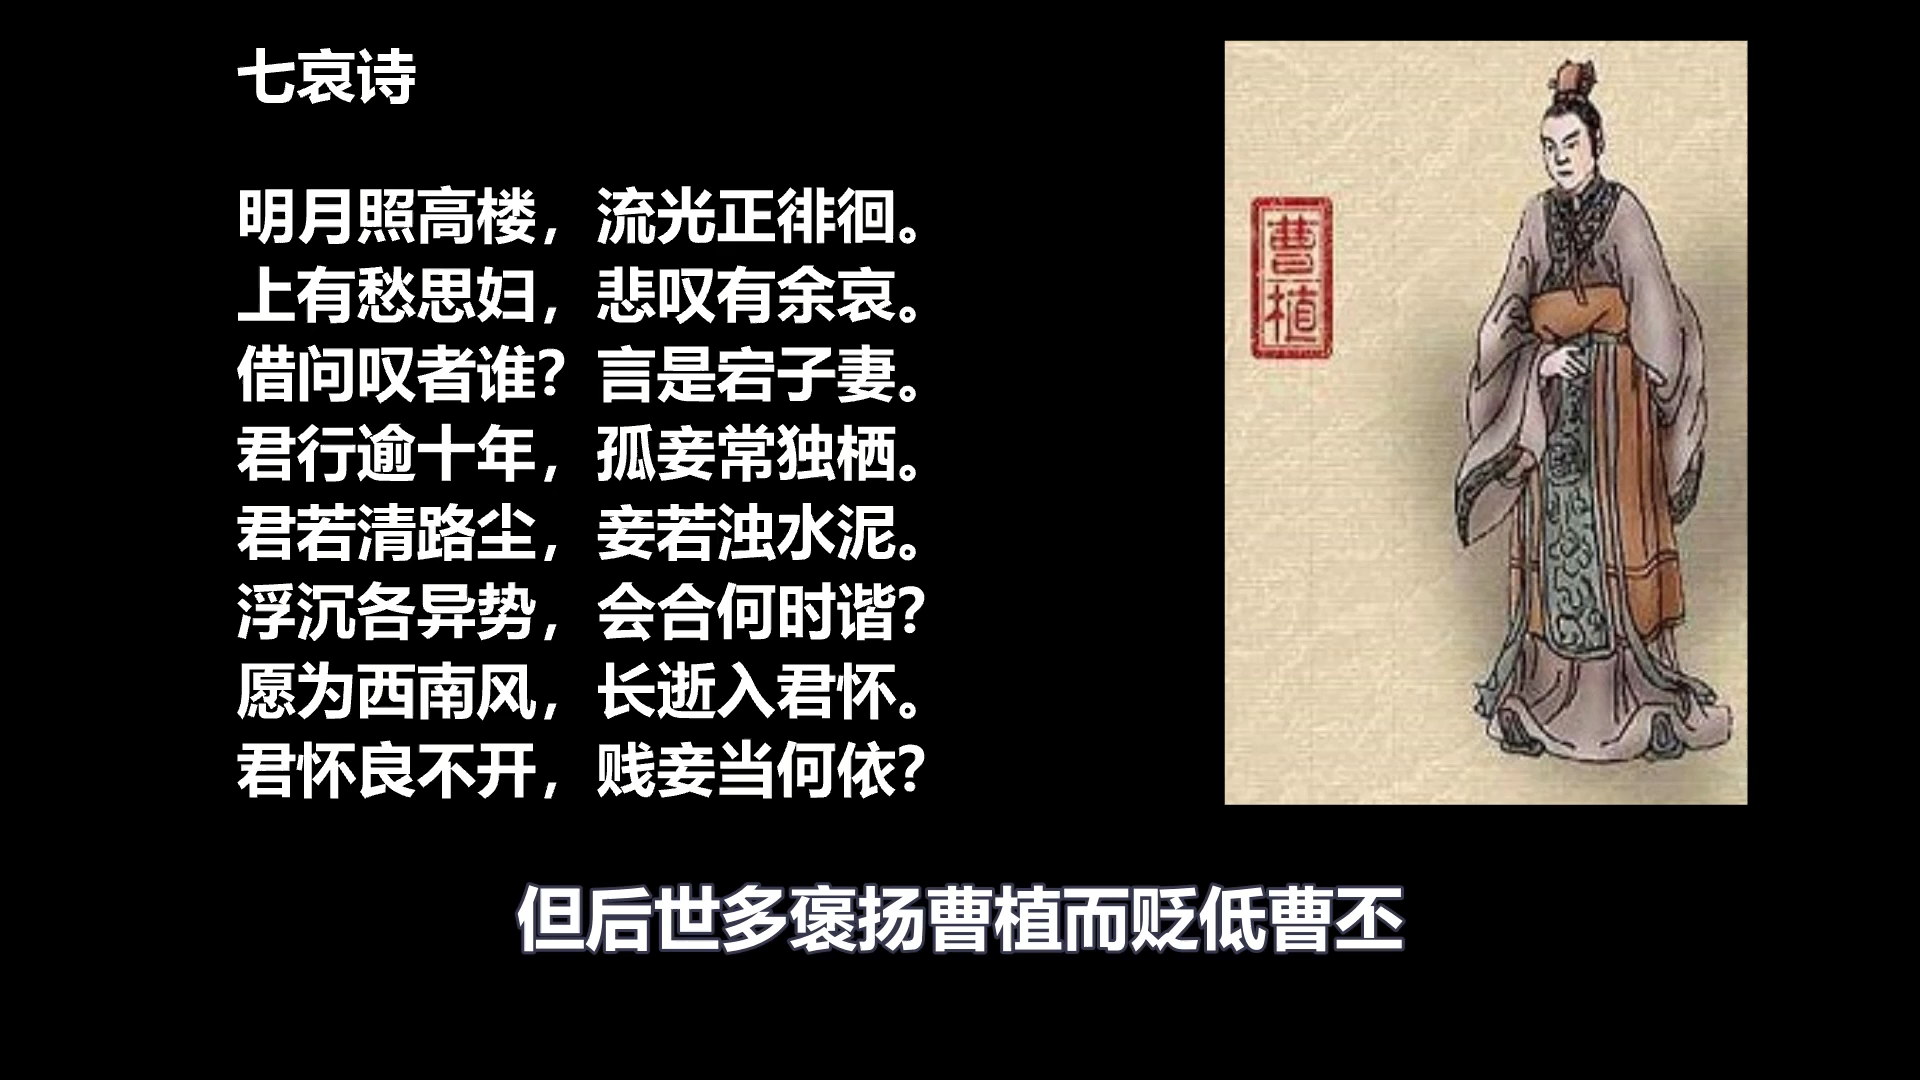 七哀诗
明月照高楼，流光正徘徊。
上有愁思妇，悲叹有余哀。
借问叹者谁？言是宕子妻。
君行逾十年，孤妾常独栖。
君若清路尘，妾若浊水泥。
浮沉各异势，会合何时谐？
愿为西南风，长逝入君怀。
君怀良不开，贱妾当何依？
曹植
但后世多褒扬曹植而贬低曹丕